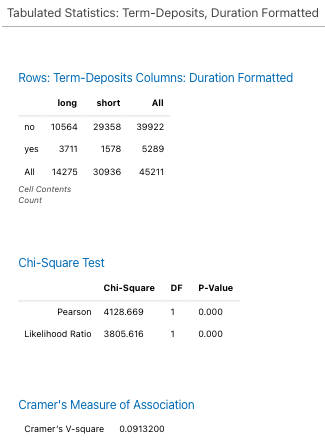 Tabulated Statistics: Term-Deposits, Duration Formatted
Rows: Term-Deposits Columns: Duration Formatted
long short All
no 10564 29358 39922
yes 3711 1578 5289
All 14275 30936 45211
Cell Contents
Count
Chi-Square Test
Chi-Square DF P-Value
Pearson 4128.669 1 0.000
Likelihood Ratio 3805.616 1 0.000
Cramer's Measure of Association
Cramer's V-square 0.0913200